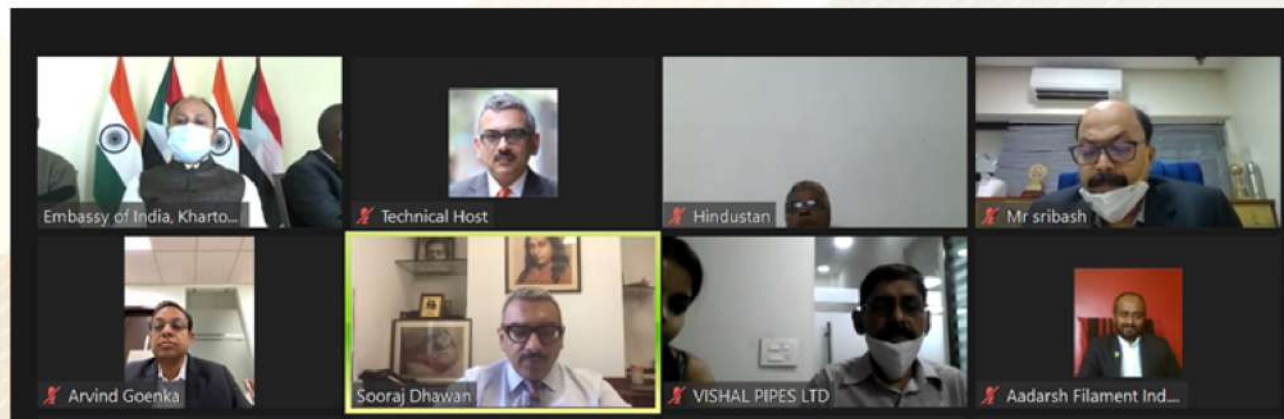 Embassy of India, Kharto...
Technical Host
Hindustan
Mr sribash
Arvind Goenka
Sooraj Dhawan
VISHAL PIPES LTD
Aadarsh Filament Ind...